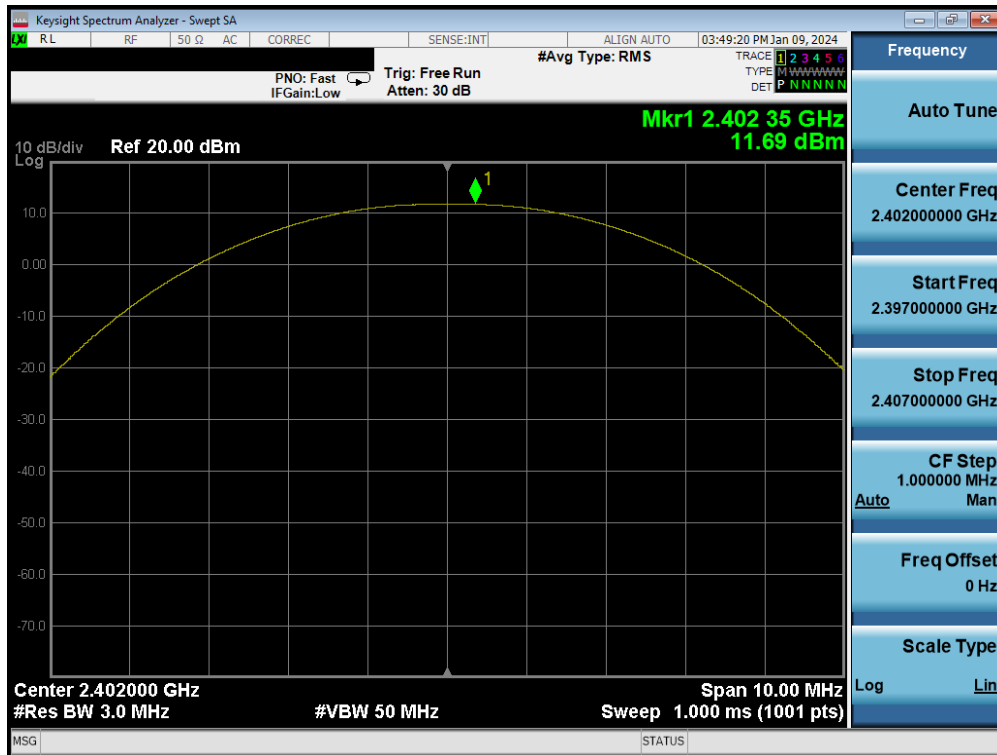 Keysight Spectrum Analyzer - Swept SA
LXI RL RF 50 Ω AC CORREC SENSE:INT ALIGN AUTO 03:49:20 PM Jan 09, 2024
PNO: Fast
IFGain:Low
Trig: Free Run
Atten: 30 dB
#Avg Type: RMS
TRACE 1 2 3 4 5 6
TYPE M WWWWW
DET P N N N N N
Mkr1 2.402 35 GHz
11.69 dBm
10 dB/div
Log
Ref 20.00 dBm
1
10.0
0.00
-10.0
-20.0
-30.0
-40.0
-50.0
-60.0
-70.0
Center 2.402000 GHz
Span 10.00 MHz
#Res BW 3.0 MHz
#VBW 50 MHz
Sweep 1.000 ms (1001 pts)
MSG
STATUS
Frequency
Auto Tune
Center Freq
2.402000000 GHz
Start Freq
2.397000000 GHz
Stop Freq
2.407000000 GHz
CF Step
1.000000 MHz
Auto Man
Freq Offset
0 Hz
Scale Type
Log Lin